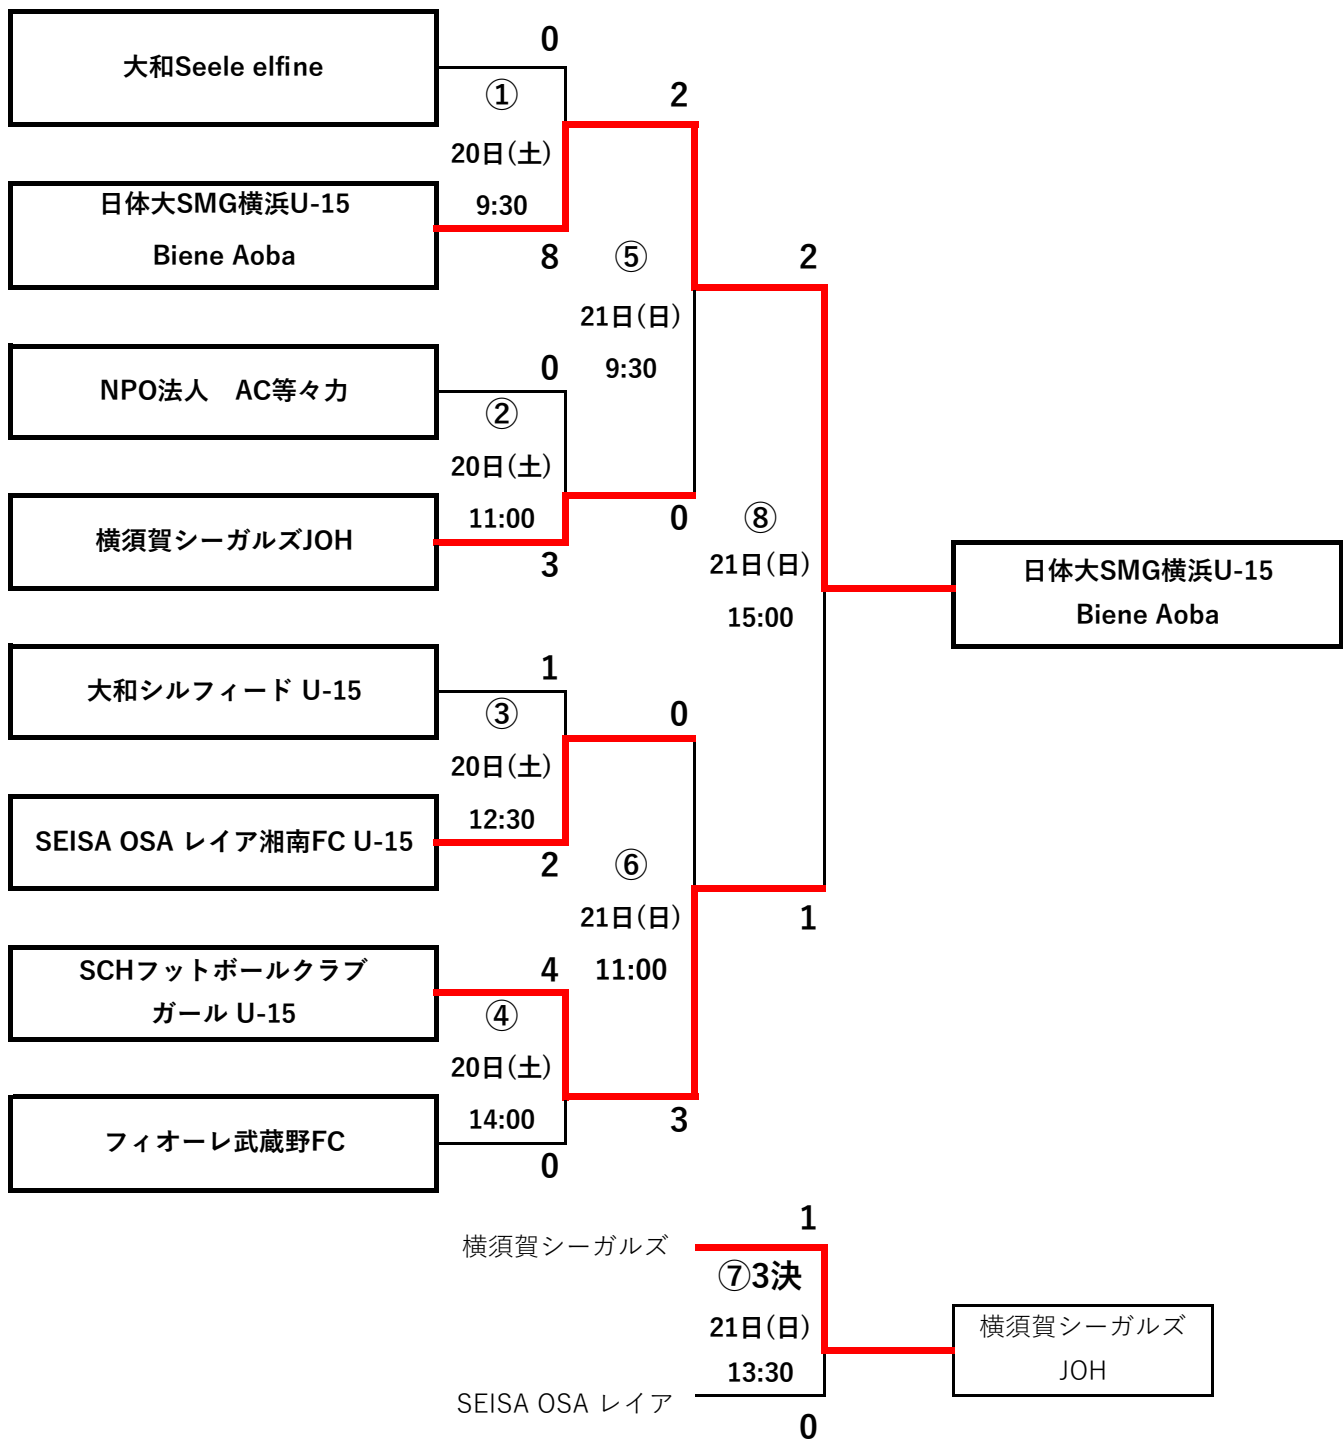 0
大和Seele elfine
①
2
20日(土)
日体大SMG横浜U-15
9:30
Biene Aoba
8
⑤
2
21日(日)
0
9:30
NPO法人　AC等々力
②
20日(土)
11:00
0
⑧
横須賀シーガルズJOH
3
21日(日)
日体大SMG横浜U-15
15:00
Biene Aoba
1
大和シルフィード U-15
③
0
20日(土)
12:30
SEISA OSA レイア湘南FC U-15
2
⑥
21日(日)
1
SCHフットボールクラブ
4
11:00
ガール U-15
④
20日(土)
14:00
3
フィオーレ武蔵野FC
0
1
横須賀シーガルズ
⑦3決
21日(日)
横須賀シーガルズ
13:30
JOH
SEISA OSA レイア
0